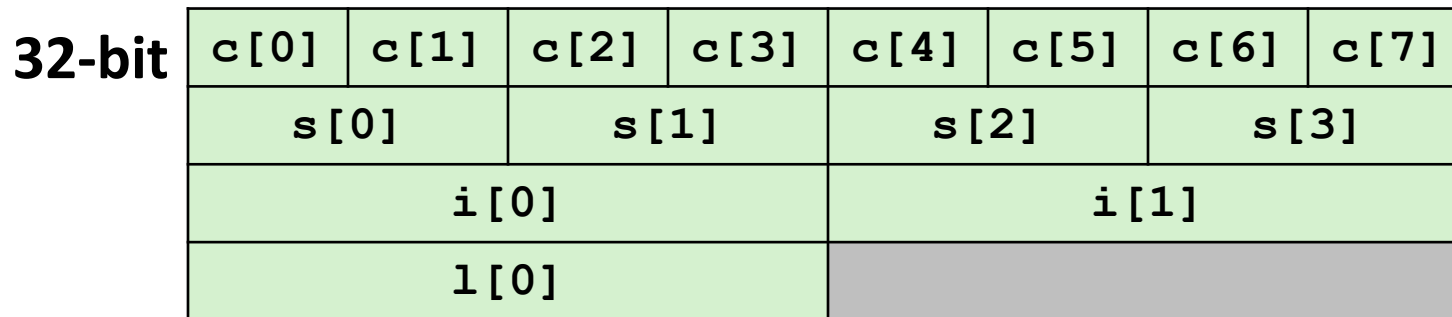 32-bit c[0] c[1] c[2] c[3] c[4] c[5] c[6] c[7]
s[0] s[1] s[2] s[3]
i[0] i[1]
l[0]